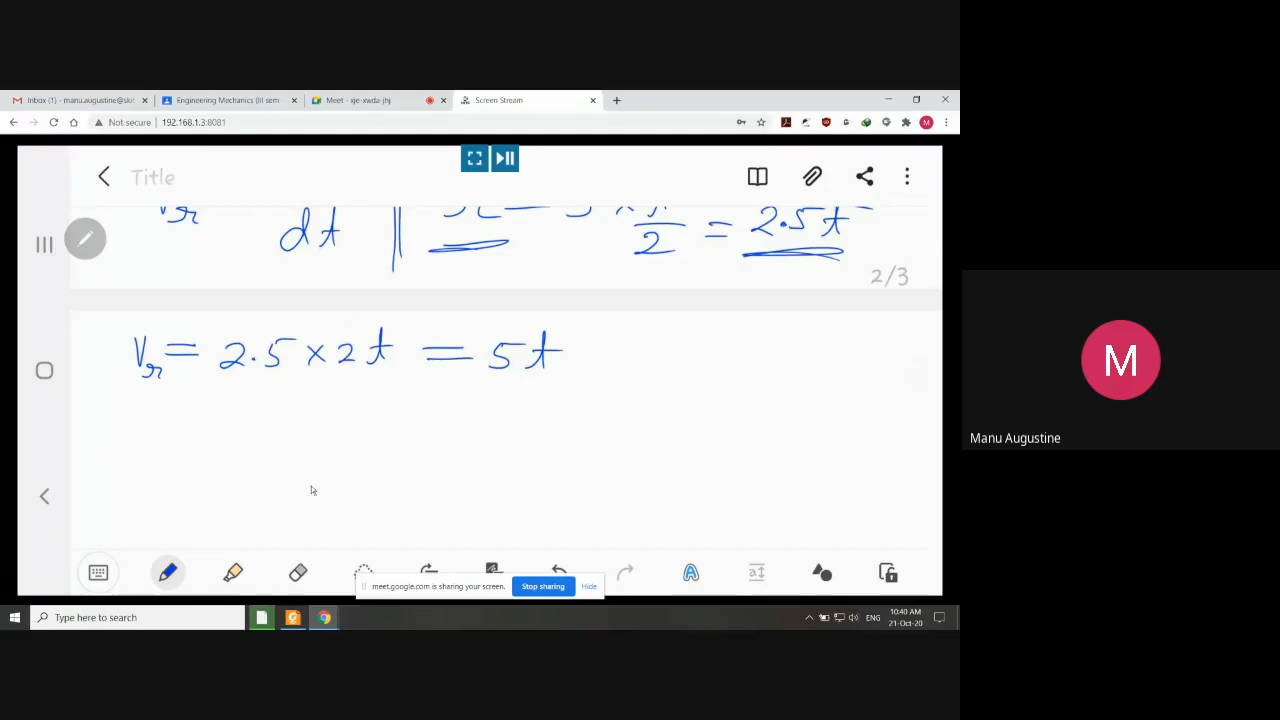 Inbox (1) - manu.augustine@ski
Engineering Mechanics (III sem
Meet - xje-xwda-jhj
Screen Stream
Not secure
192.168.1.3:8081
Title
dt
2
= 2.5t
2/3
Vr = 2.5 × 2t = 5t
Manu Augustine
meet.google.com is sharing your screen.
Stop sharing
Hide
Type here to search
ENG
10:40 AM
21-Oct-20
M